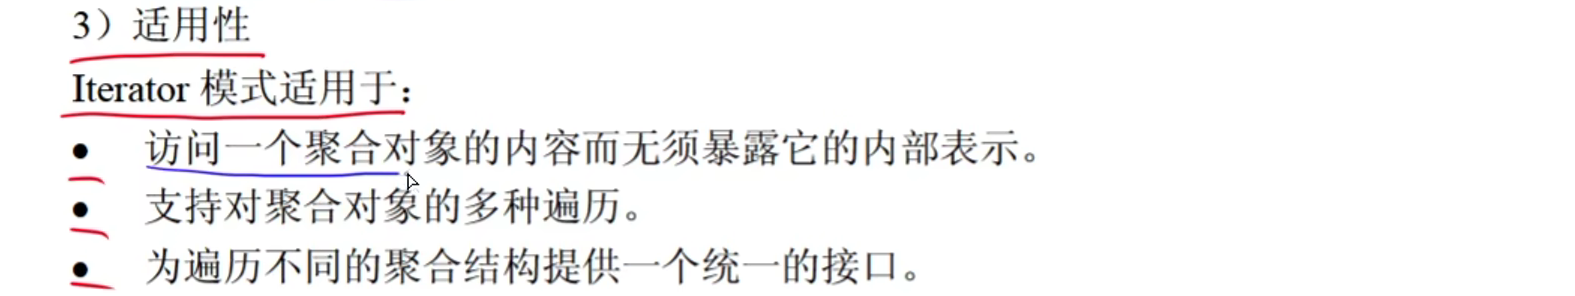 3）适用性
Iterator 模式适用于：
● 访问一个聚合对象的内容而无须暴露它的内部表示。
● 支持对聚合对象的多种遍历。
● 为遍历不同的聚合结构提供一个统一的接口。